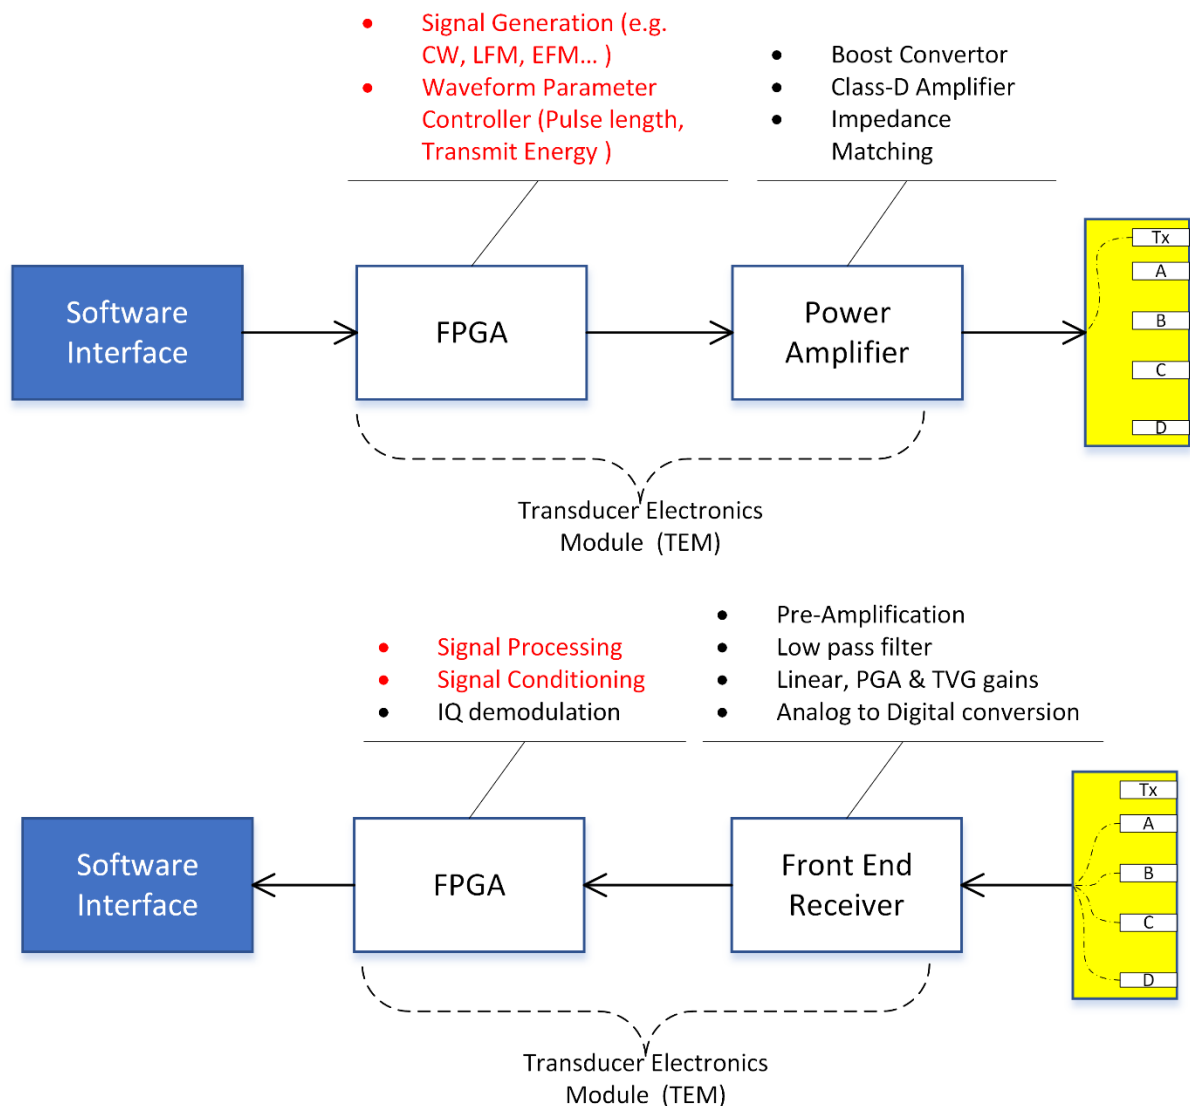 • Signal Generation (e.g.
CW, LFM, EFM... )
• Waveform Parameter
Controller (Pulse length,
Transmit Energy )
• Boost Convertor
• Class-D Amplifier
• Impedance
Matching
Software
Interface
FPGA
Power
Amplifier
Tx
A
B
C
D
Transducer Electronics
Module (TEM)
• Signal Processing
• Signal Conditioning
• IQ demodulation
• Pre-Amplification
• Low pass filter
• Linear, PGA & TVG gains
• Analog to Digital conversion
Software
Interface
FPGA
Front End
Receiver
Tx
A
B
C
D
Transducer Electronics
Module (TEM)